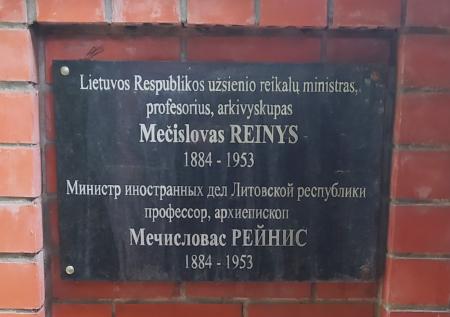 Lietuvos Respublikos užsienio reikalų ministras,
profesorius, arkivyskupas
Mečislovas REINYS
1884 - 1953
Министр иностранных дел Литовской республики
профессор, архиепископ
Мечисловас РЕЙНИС
1884 - 1953